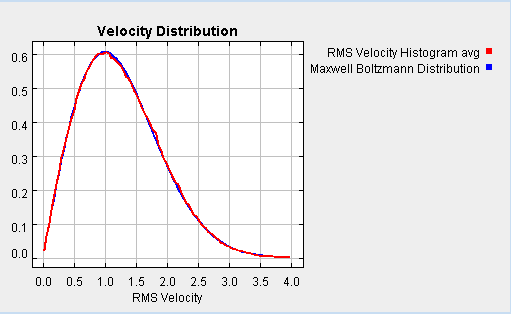 Velocity Distribution
RMS Velocity Histogram avg
Maxwell Boltzmann Distribution
0.6
0.5
0.4
0.3
0.2
0.1
0.0
0.0 0.5 1.0 1.5 2.0 2.5 3.0 3.5 4.0
RMS Velocity